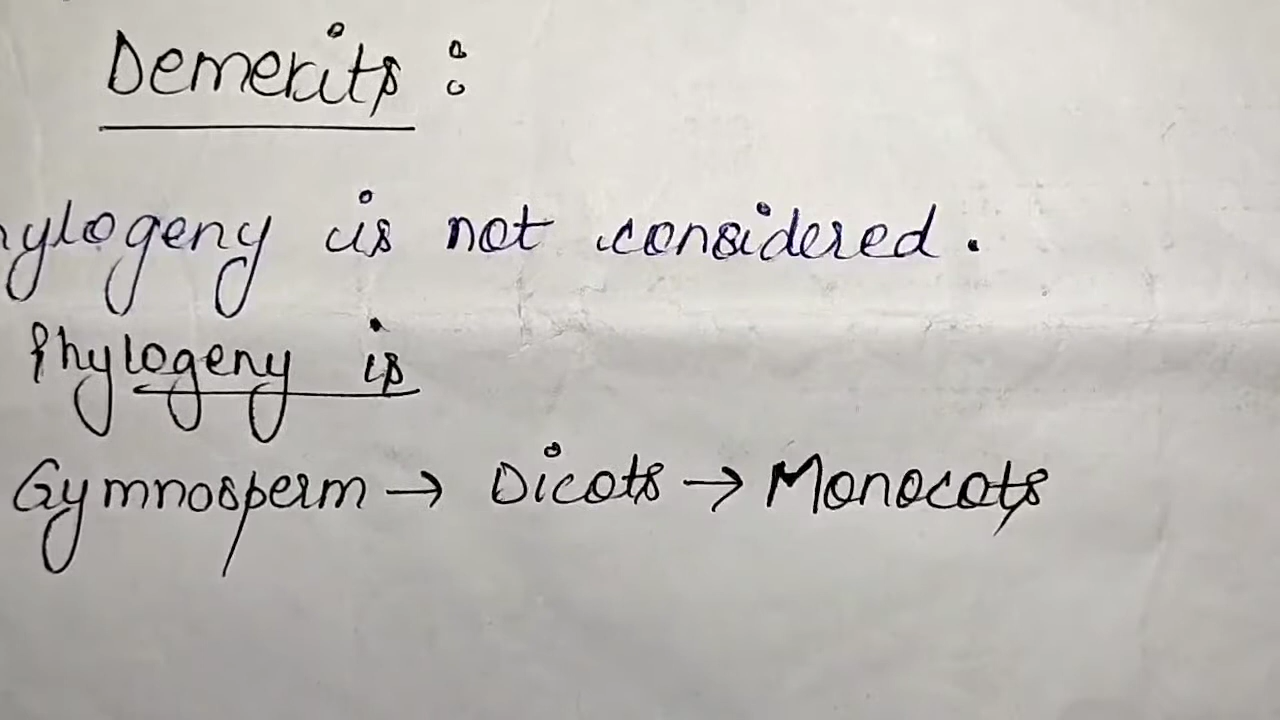 Demerits :
hylogeny is not considered .
Phylogeny is
Gymnosperm → Dicots → Monocots